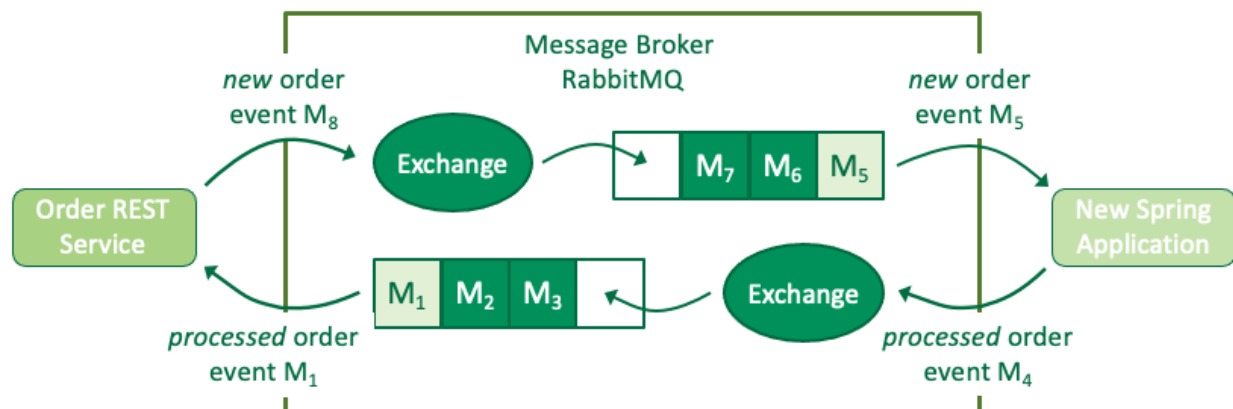 Message Broker
RabbitMQ
new order
event M₈
new order
event M₅
Exchange
M₇ M₆ M₅
Order REST
Service
New Spring
Application
M₁ M₂ M₃
Exchange
processed order
event M₁
processed order
event M₄